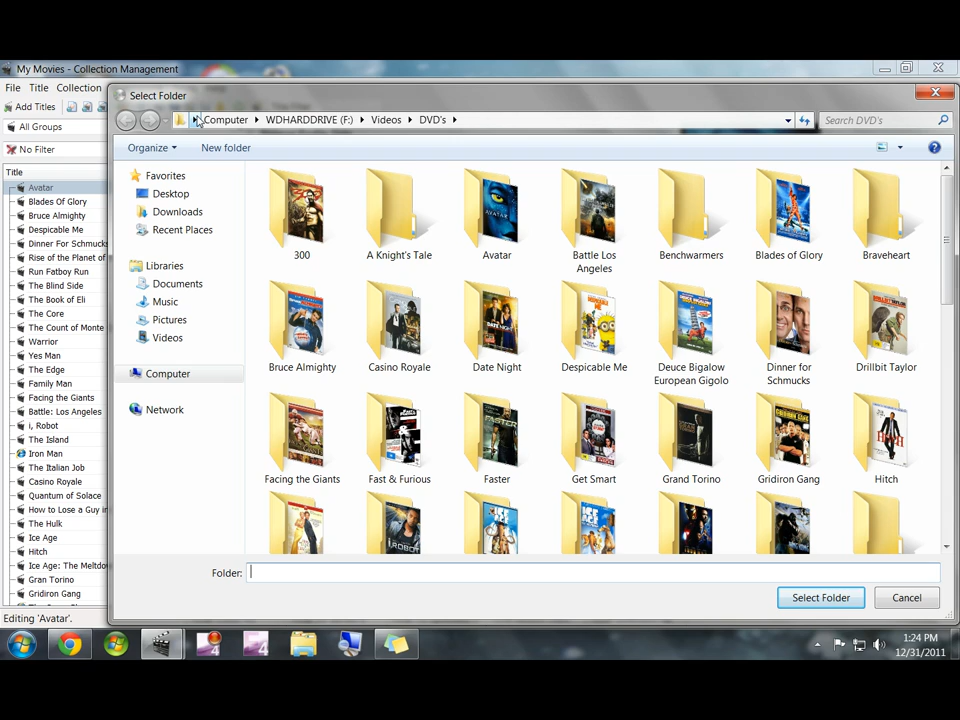 My Movies - Collection Management
File Title Collection
Add Titles
All Groups
No Filter
Title
Avatar
Blades Of Glory
Bruce Almighty
Despicable Me
Dinner For Schmucks
Rise of the Planet of
Run Fatboy Run
The Blind Side
The Book of Eli
The Core
The Count of Monte
Warrior
Yes Man
The Edge
Family Man
Facing the Giants
Battle: Los Angeles
i, Robot
The Island
Iron Man
The Italian Job
Casino Royale
Quantum of Solace
How to Lose a Guy in
The Hulk
Ice Age
Hitch
Ice Age: The Meltdo
Gran Torino
Gridiron Gang
Editing 'Avatar'.
Select Folder
Computer WDHARDDRIVE (F:) Videos DVD's
Search DVD's
Organize New folder
Favorites
Desktop
Downloads
Recent Places
Libraries
Documents
Music
Pictures
Videos
Computer
Network
300 A Knight's Tale Avatar Battle Los Benchwarmers Blades of Glory Braveheart
Angeles
Bruce Almighty Casino Royale Date Night Despicable Me Deuce Bigalow Dinner for Drillbit Taylor
European Gigolo Schmucks
Facing the Giants Fast & Furious Faster Get Smart Grand Torino Gridiron Gang Hitch
Folder:
Select Folder Cancel
1:24 PM
12/31/2011